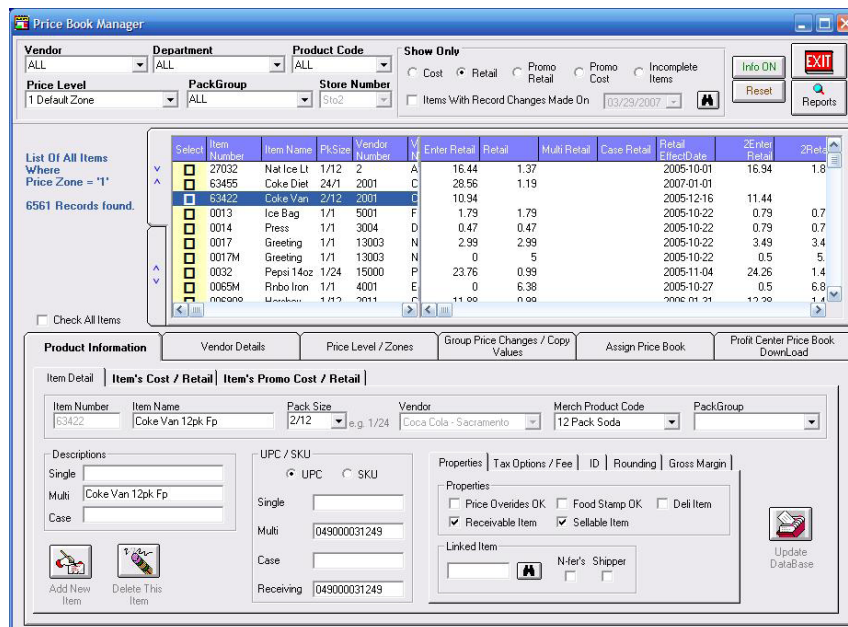 Price Book Manager
Vendor Department Product Code Show Only
ALL ALL ALL Cost Retail Promo Retail Promo Cost Incomplete Items Info ON EXIT
Price Level PackGroup Store Number Reset
1 Default Zone ALL Sto2 Items With Record Changes Made On 03/29/2007 Reports
List Of All Items
Where
Price Zone = '1'
6561 Records found.
Select Item Number Item Name PkSize Vendor Number V N Enter Retail Retail Multi Retail Case Retail Retail EffectDate 2Enter Retail 2Reta
27032 Nat Ice Lt 1/12 2 A 16.44 1.37 2005-10-01 16.94 1.8
63455 Coke Diet 24/1 2001 C 28.56 1.19 2007-01-01
63422 Coke Van 2/12 2001 C 10.94 2005-12-16 11.44
0013 Ice Bag 1/1 5001 F 1.79 1.79 2005-10-22 0.79 0.7
0014 Press 1/1 3004 D 0.47 0.47 2005-10-22 0.79 0.7
0017 Greeting 1/1 13003 N 2.99 2.99 2005-10-22 3.49 3.4
0017M Greeting 1/1 13003 N 0 5 2005-10-22 0.5 5.
0032 Pepsi 14oz 1/24 15000 P 23.76 0.99 2005-11-04 24.26 1.4
0065M Rnbo Iron 1/1 4001 E 0 6.38 2005-10-27 0.5 6.8
Check All Items
Product Information Vendor Details Price Level / Zones Group Price Changes / Copy Values Assign Price Book Profit Center Price Book DownLoad
Item Detail Item's Cost / Retail Item's Promo Cost / Retail
Item Number Item Name Pack Size Vendor Merch Product Code PackGroup
63422 Coke Van 12pk Fp 2/12 e.g. 1/24 Coca Cola - Sacramento 12 Pack Soda
Descriptions
Single
Multi Coke Van 12pk Fp
Case
Add New Item
Delete This Item
UPC / SKU
UPC SKU
Single
Multi 049000031249
Case
Receiving 049000031249
Properties Tax Options / Fee ID Rounding Gross Margin
Properties
Price Overides OK Food Stamp OK Deli Item
Receivable Item Sellable Item
Linked Item
N-fer's Shipper
Update DataBase